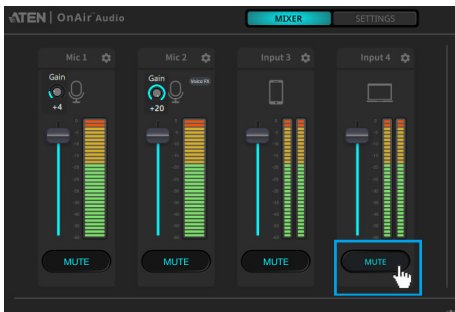 ATEN | OnAir Audio
MIXER
SETTINGS
Mic 1
Mic 2
Input 3
Input 4
Gain
+4
Gain
Voice FX
+20
MUTE
MUTE
MUTE
MUTE